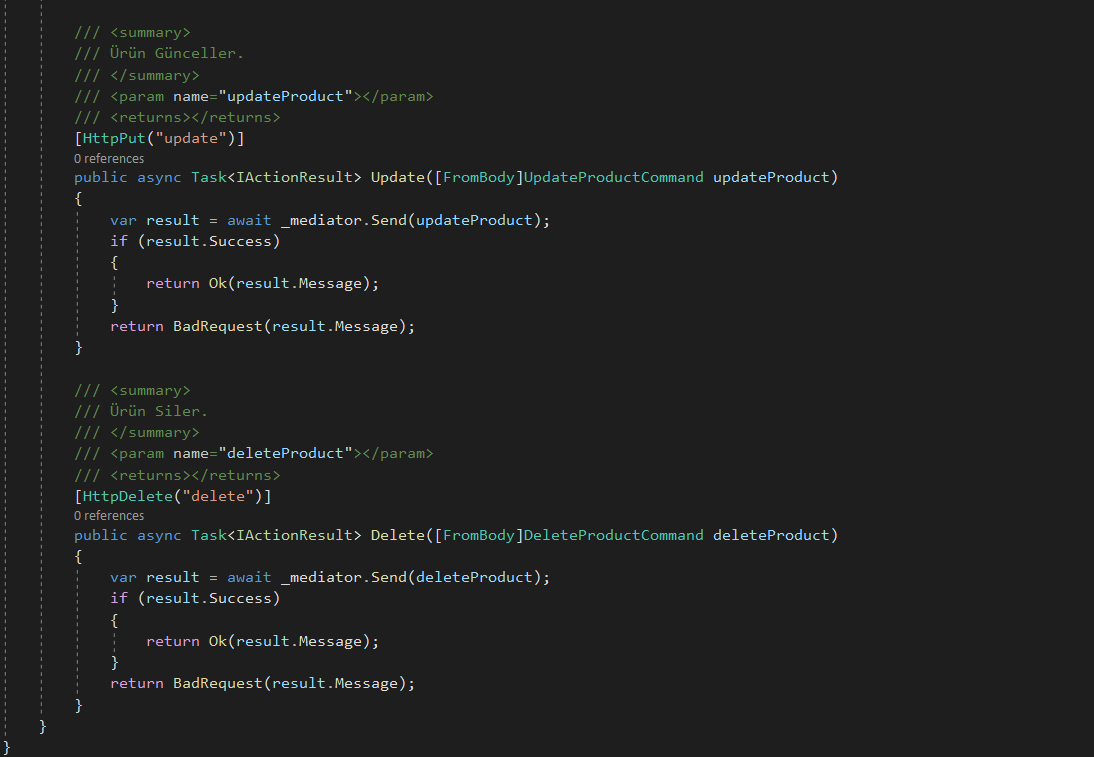 /// <summary>
/// Ürün Günceller.
/// </summary>
/// <param name="updateProduct"></param>
/// <returns></returns>
[HttpPut("update")]
0 references
public async Task<IActionResult> Update([FromBody]UpdateProductCommand updateProduct)
{
var result = await _mediator.Send(updateProduct);
if (result.Success)
{
return Ok(result.Message);
}
return BadRequest(result.Message);
}
/// <summary>
/// Ürün Siler.
/// </summary>
/// <param name="deleteProduct"></param>
/// <returns></returns>
[HttpDelete("delete")]
0 references
public async Task<IActionResult> Delete([FromBody]DeleteProductCommand deleteProduct)
{
var result = await _mediator.Send(deleteProduct);
if (result.Success)
{
return Ok(result.Message);
}
return BadRequest(result.Message);
}
}
}